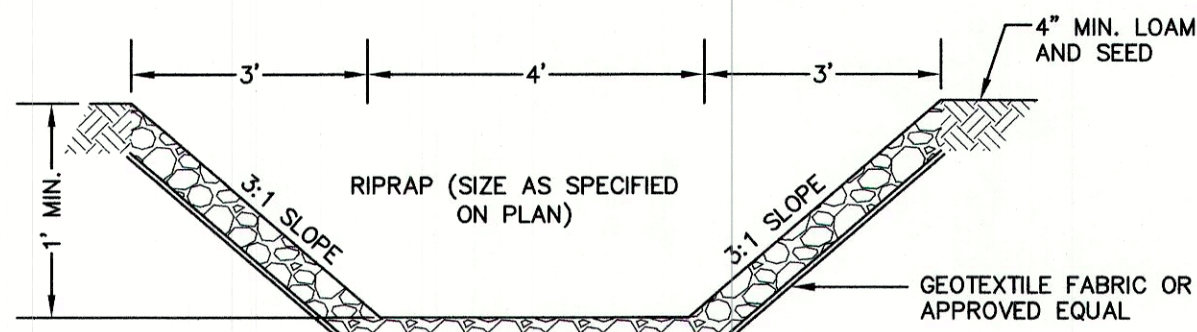 4" MIN. LOAM
AND SEED
3'
4'
3'
1' MIN.
3:1 SLOPE
RIPRAP (SIZE AS SPECIFIED
ON PLAN)
3:1 SLOPE
GEOTEXTILE FABRIC OR
APPROVED EQUAL